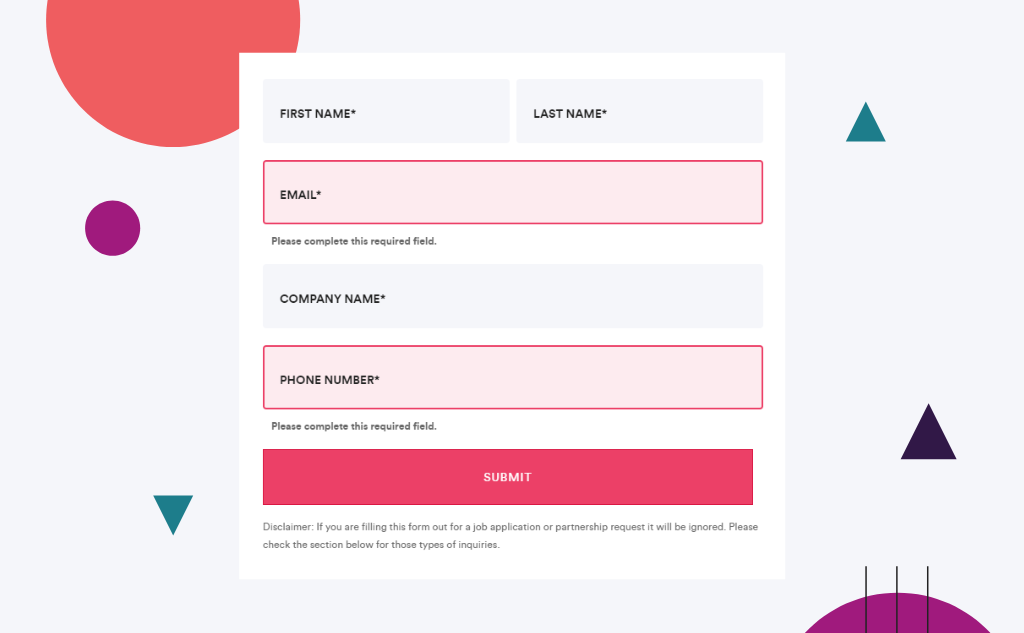 FIRST NAME* LAST NAME*
EMAIL*
Please complete this required field.
COMPANY NAME*
PHONE NUMBER*
Please complete this required field.
SUBMIT
Disclaimer: If you are filling this form out for a job application or partnership request it will be ignored. Please
check the section below for those types of inquiries.